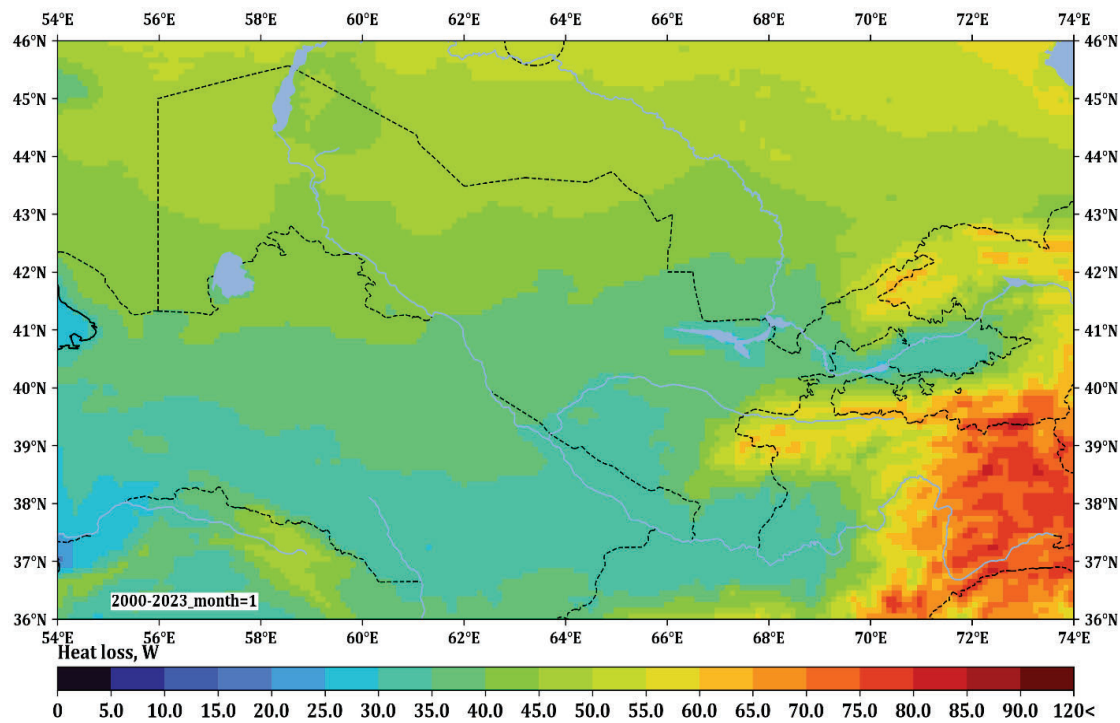 54°E 56°E 58°E 60°E 62°E 64°E 66°E 68°E 70°E 72°E 74°E
46°N 46°N
45°N 45°N
44°N 44°N
43°N 43°N
42°N 42°N
41°N 41°N
40°N 40°N
39°N 39°N
38°N 38°N
37°N 37°N
2000-2023_month=1
36°N 36°N
54°E 56°E 58°E 60°E 62°E 64°E 66°E 68°E 70°E 72°E 74°E
Heat loss, W
0 5.0 10.0 15.0 20.0 25.0 30.0 35.0 40.0 45.0 50.0 55.0 60.0 65.0 70.0 75.0 80.0 85.0 90.0 120<